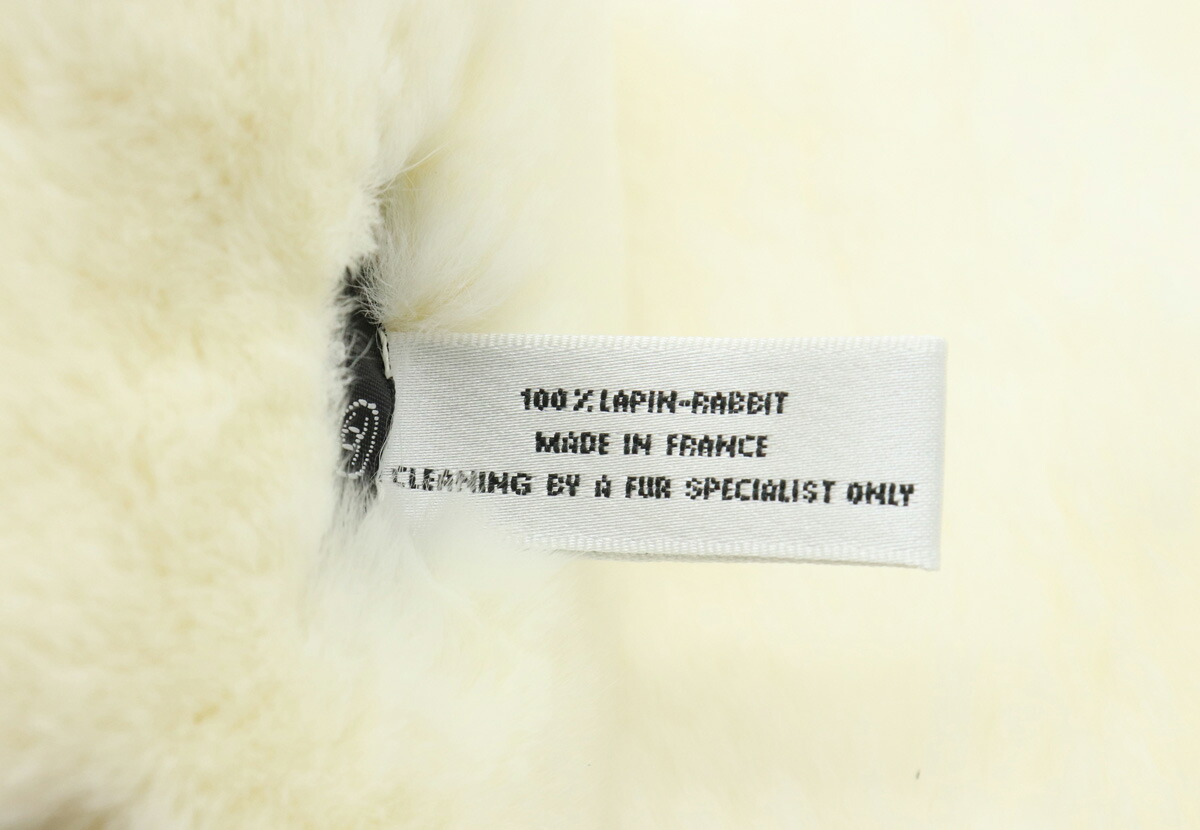 100% LAPIN-RABBIT
MADE IN FRANCE
CLEANING BY A FUR SPECIALIST ONLY